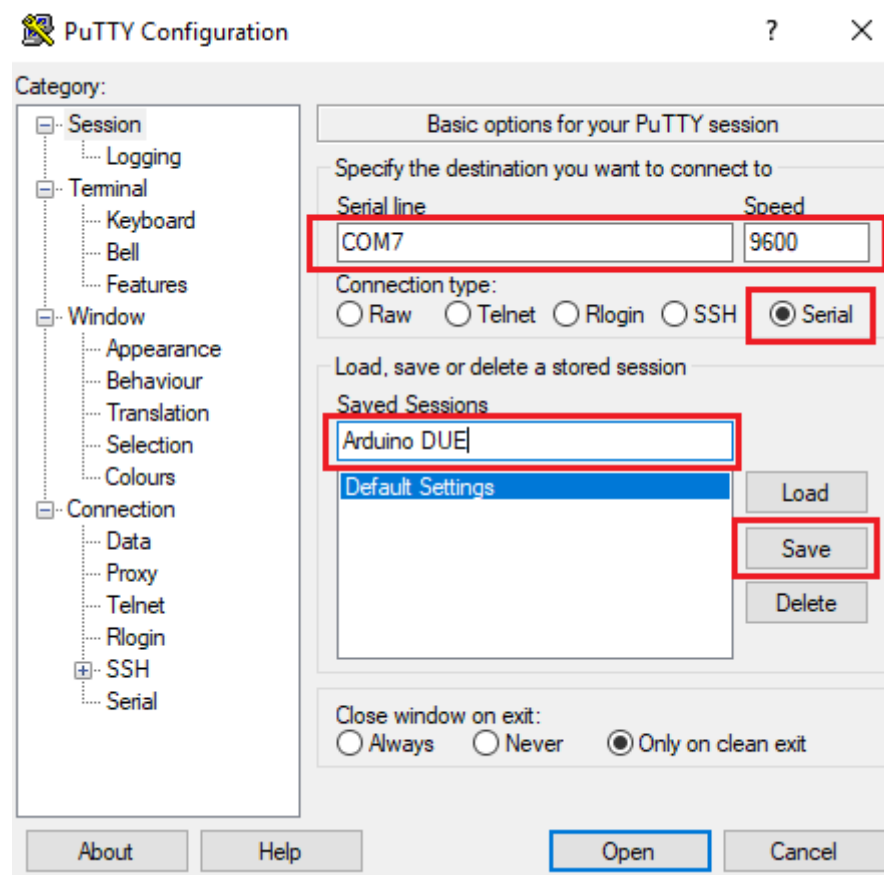 PuTTY Configuration ? ×
Category:
Session
Logging
Terminal
Keyboard
Bell
Features
Window
Appearance
Behaviour
Translation
Selection
Colours
Connection
Data
Proxy
Telnet
Rlogin
SSH
Serial
Basic options for your PuTTY session
Specify the destination you want to connect to
Serial line Speed
COM7 9600
Connection type:
Raw Telnet Rlogin SSH Serial
Load, save or delete a stored session
Saved Sessions
Arduino DUE
Default Settings
Load
Save
Delete
Close window on exit:
Always Never Only on clean exit
About Help Open Cancel